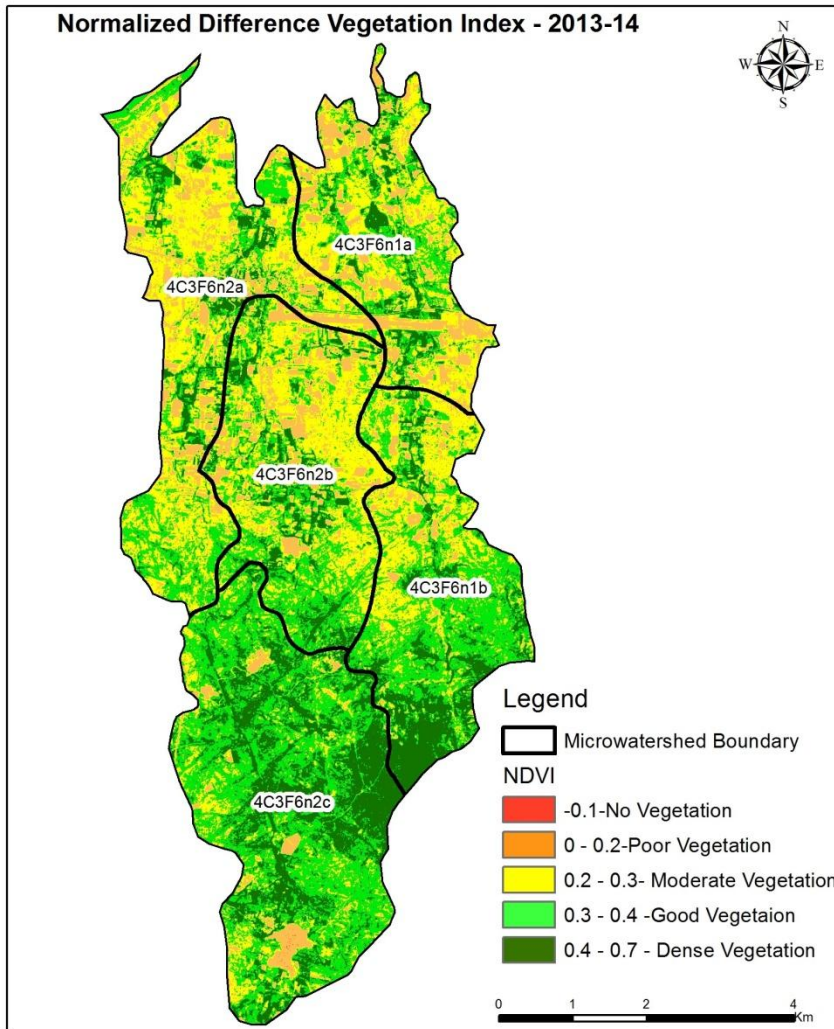 Normalized Difference Vegetation Index - 2013-14
N
W E
S
4C3F6n1a
4C3F6n2a
4C3F6n2b
4C3F6n1b
4C3F6n2c
Legend
Microwatershed Boundary
NDVI
-0.1-No Vegetation
0 - 0.2-Poor Vegetation
0.2 - 0.3- Moderate Vegetation
0.3 - 0.4 -Good Vegetaion
0.4 - 0.7 - Dense Vegetation
0 1 2 4
Km